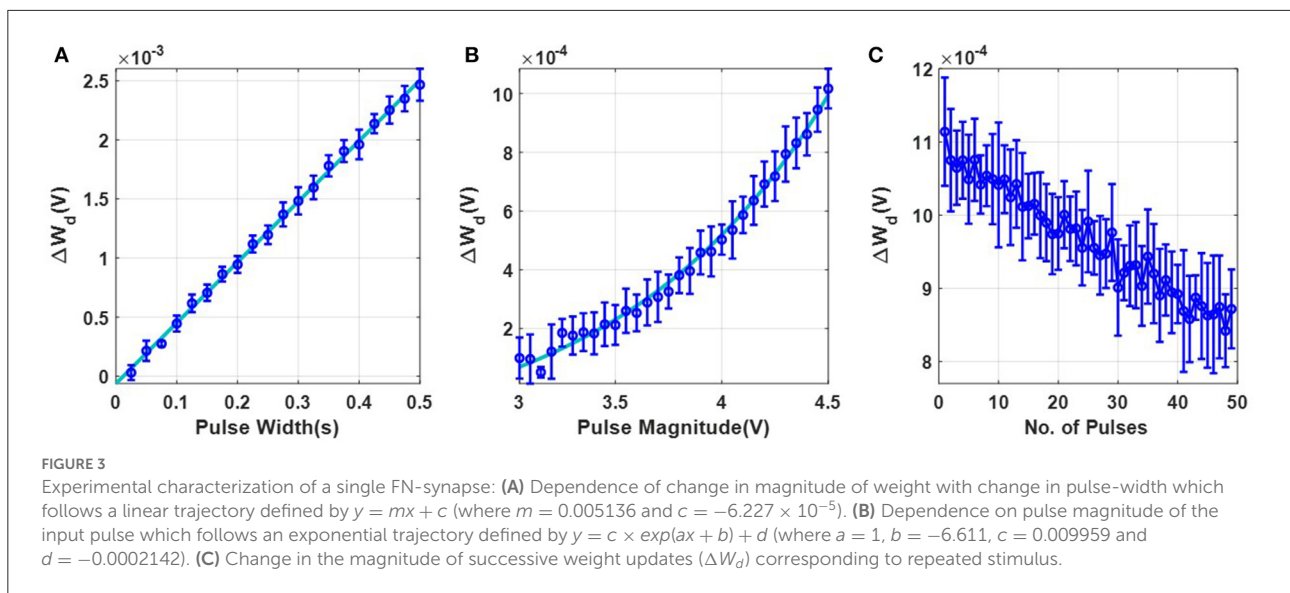 A
×10⁻³
2.5
2
1.5
1
0.5
0
ΔW_d(V)
0 0.1 0.2 0.3 0.4 0.5
Pulse Width(s)
B
×10⁻⁴
10
8
6
4
2
ΔW_d(V)
3 3.5 4 4.5
Pulse Magnitude(V)
C
×10⁻⁴
12
11
10
9
8
ΔW_d(V)
0 10 20 30 40 50
No. of Pulses
FIGURE 3
Experimental characterization of a single FN-synapse: (A) Dependence of change in magnitude of weight with change in pulse-width which
follows a linear trajectory defined by y = mx + c (where m = 0.005136 and c = −6.227 × 10⁻⁵). (B) Dependence on pulse magnitude of the
input pulse which follows an exponential trajectory defined by y = c × exp(ax + b) + d (where a = 1, b = −6.611, c = 0.009959 and
d = −0.0002142). (C) Change in the magnitude of successive weight updates (ΔW_d) corresponding to repeated stimulus.